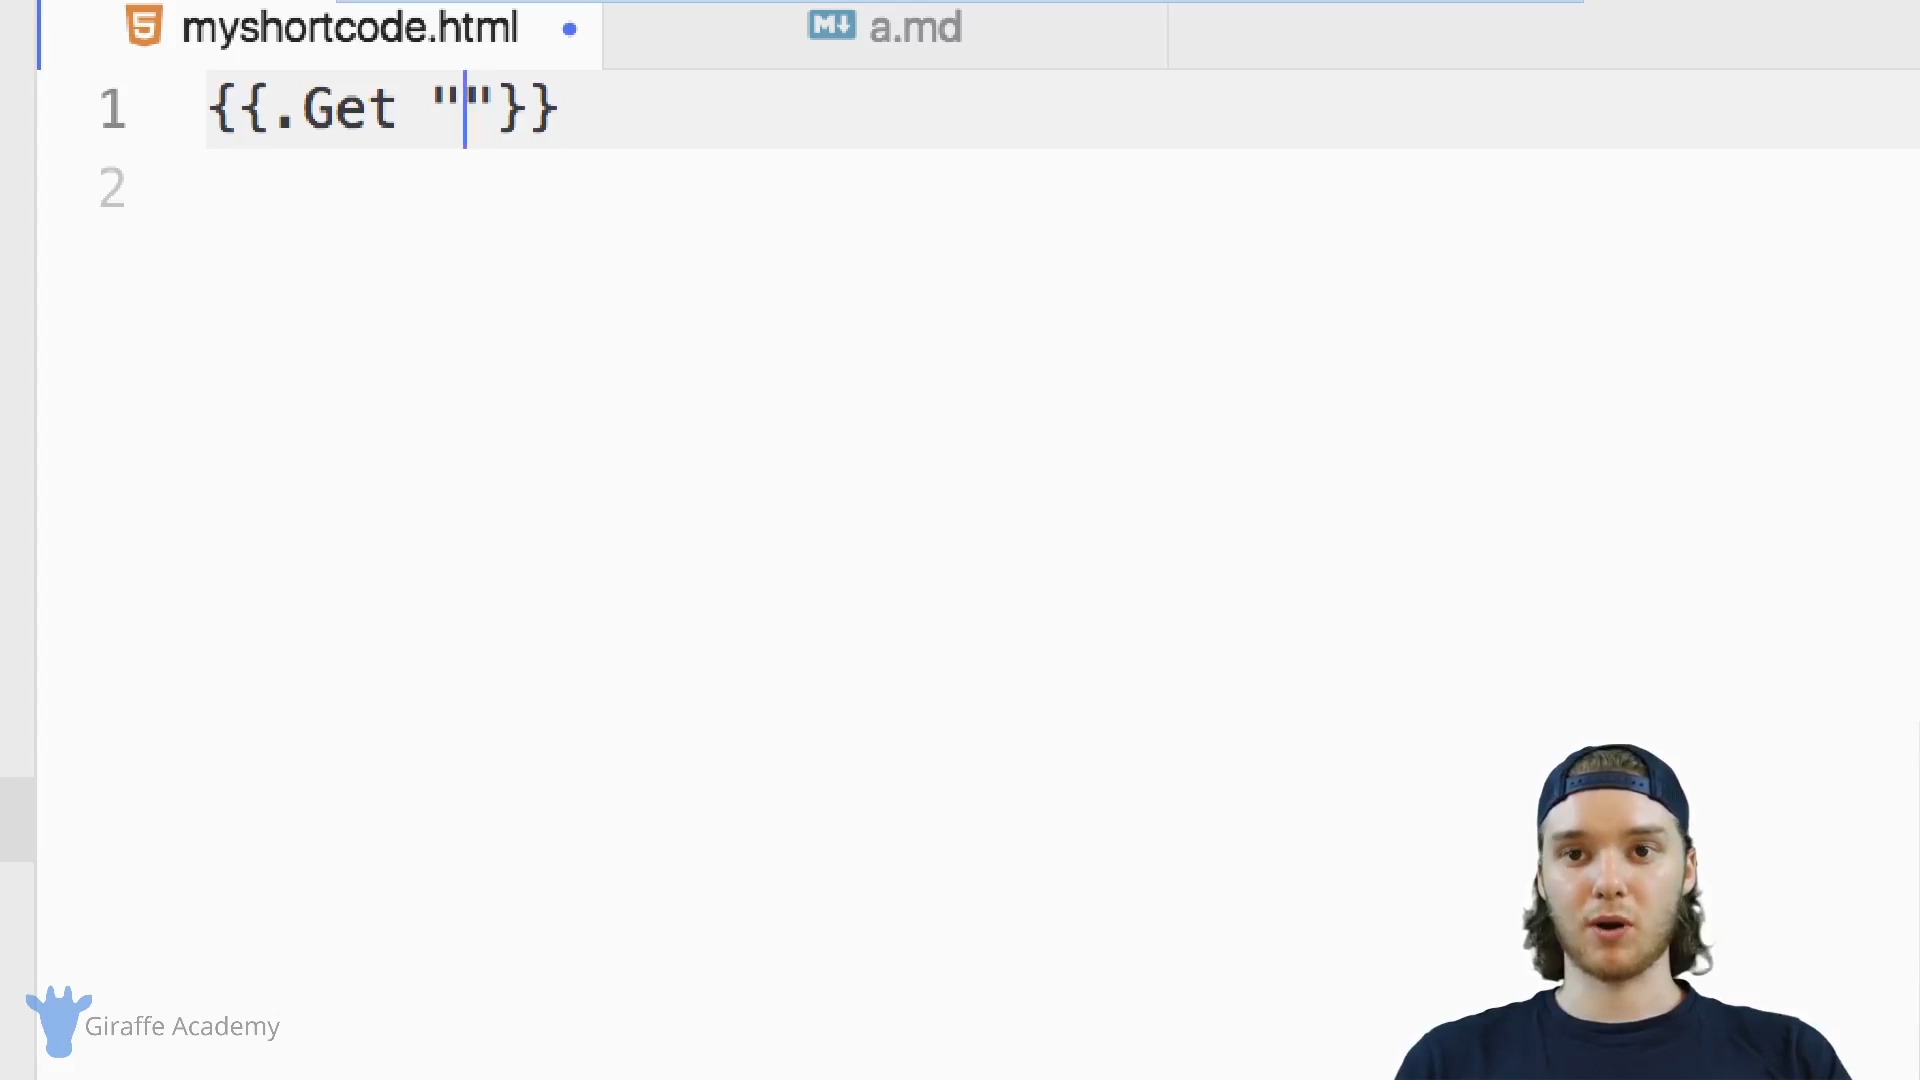 myshortcode.html
a.md
1 {{.Get ""}}
2
Giraffe Academy